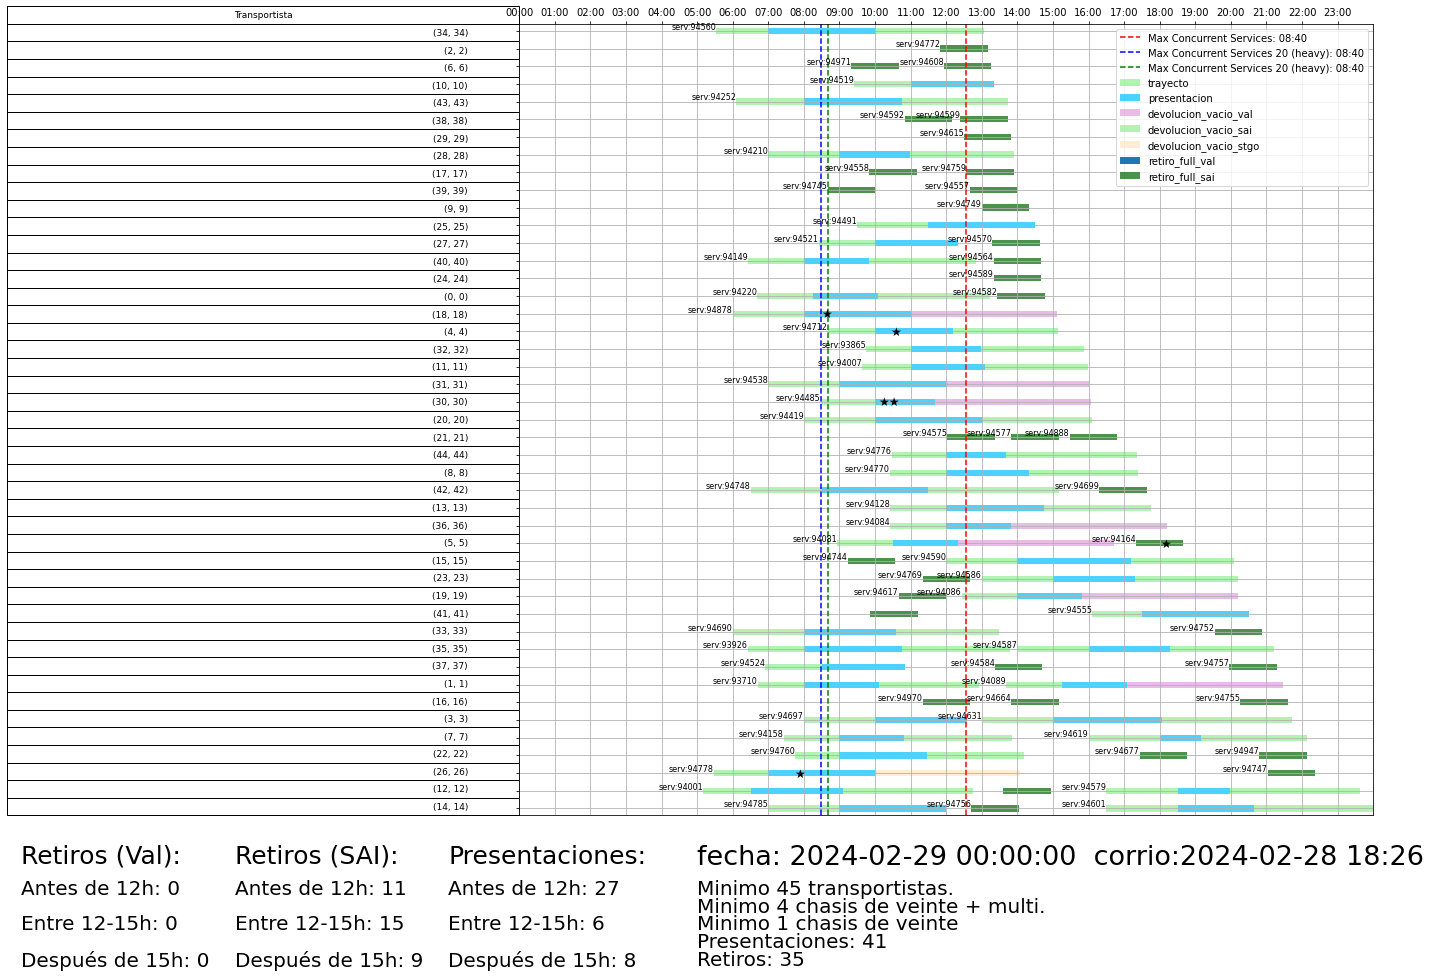 Transportista 00:00 01:00 02:00 03:00 04:00 05:00 06:00 07:00 08:00 09:00 10:00 11:00 12:00 13:00 14:00 15:00 16:00 17:00 18:00 19:00 20:00 21:00 22:00 23:00
(34, 34) serv:94560
(2, 2) serv:94772
(6, 6) serv:94971 serv:94608
(10, 10) serv:94519
(43, 43) serv:94252
(38, 38) serv:94592 serv:94599
(29, 29) serv:94615
(28, 28) serv:94210
(17, 17) serv:94558 serv:94759
(39, 39) serv:94745 serv:94557
(9, 9) serv:94749
(25, 25) serv:94491
(27, 27) serv:94521 serv:94570
(40, 40) serv:94149 serv:94564
(24, 24) serv:94589
(0, 0) serv:94220 serv:94582
(18, 18) serv:94878
(4, 4) serv:94712
(32, 32) serv:93865
(11, 11) serv:94007
(31, 31) serv:94538
(30, 30) serv:94485
(20, 20) serv:94419
(21, 21) serv:94575 serv:94577 serv:94888
(44, 44) serv:94776
(8, 8) serv:94770
(42, 42) serv:94748 serv:94699
(13, 13) serv:94128
(36, 36) serv:94084
(5, 5) serv:94031 serv:94164
(15, 15) serv:94744 serv:94590
(23, 23) serv:94769 serv:94586
(19, 19) serv:94617 serv:94086
(41, 41) serv:94555
(33, 33) serv:94690 serv:94752
(35, 35) serv:93926 serv:94587
(37, 37) serv:94524 serv:94584 serv:94757
(1, 1) serv:93710 serv:94089
(16, 16) serv:94970 serv:94664 serv:94755
(3, 3) serv:94697 serv:94631
(7, 7) serv:94158 serv:94619
(22, 22) serv:94760 serv:94677 serv:94947
(26, 26) serv:94778 serv:94747
(12, 12) serv:94001 serv:94579
(14, 14) serv:94785 serv:94756 serv:94601
Max Concurrent Services: 08:40
Max Concurrent Services 20 (heavy): 08:40
Max Concurrent Services 20 (heavy): 08:40
trayecto
presentacion
devolucion_vacio_val
devolucion_vacio_sai
devolucion_vacio_stgo
retiro_full_val
retiro_full_sai
Retiros (Val):
Antes de 12h: 0
Entre 12-15h: 0
Después de 15h: 0
Retiros (SAI):
Antes de 12h: 11
Entre 12-15h: 15
Después de 15h: 9
Presentaciones:
Antes de 12h: 27
Entre 12-15h: 6
Después de 15h: 8
fecha: 2024-02-29 00:00:00 corrio:2024-02-28 18:26
Minimo 45 transportistas.
Minimo 4 chasis de veinte + multi.
Minimo 1 chasis de veinte
Presentaciones: 41
Retiros: 35